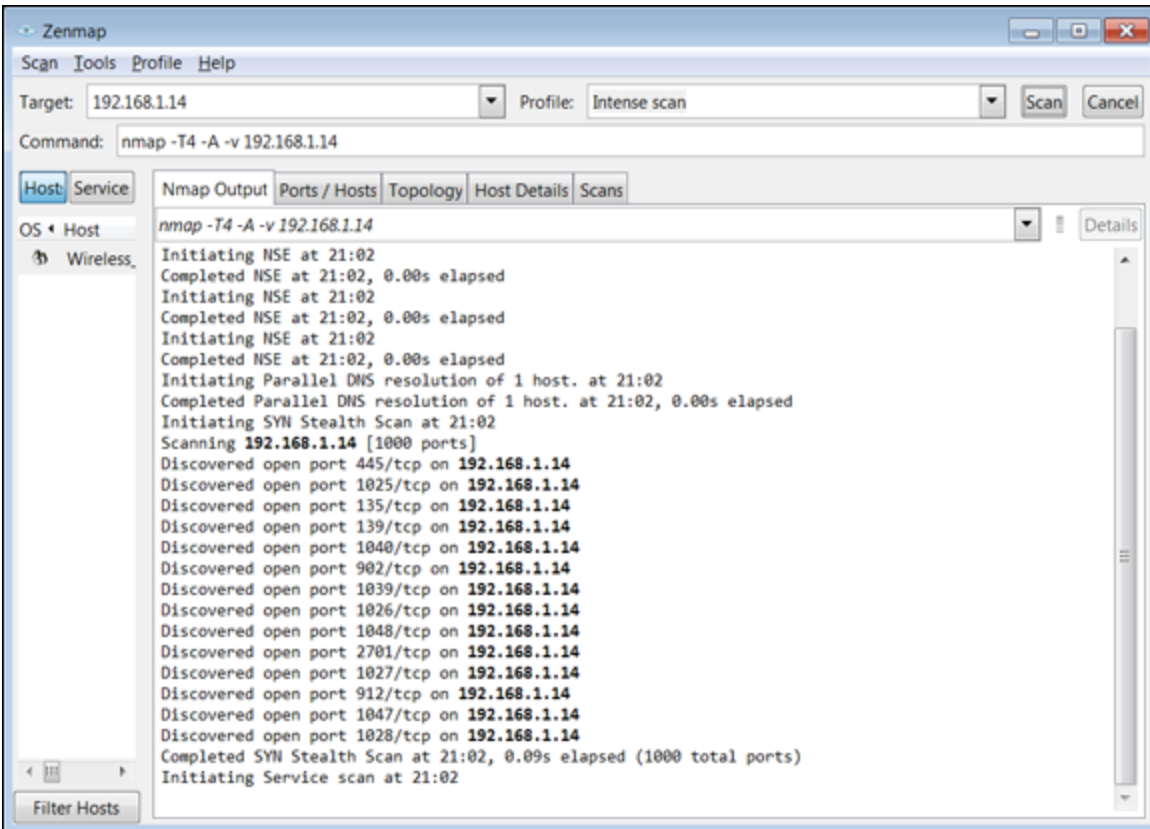 Zenmap
Scan Tools Profile Help
Target: 192.168.1.14 Profile: Intense scan Scan Cancel
Command: nmap -T4 -A -v 192.168.1.14
Host: Service Nmap Output Ports / Hosts Topology Host Details Scans
OS Host
nmap -T4 -A -v 192.168.1.14 Details
Wireless_
Initiating NSE at 21:02
Completed NSE at 21:02, 0.00s elapsed
Initiating NSE at 21:02
Completed NSE at 21:02, 0.00s elapsed
Initiating NSE at 21:02
Completed NSE at 21:02, 0.00s elapsed
Initiating Parallel DNS resolution of 1 host. at 21:02
Completed Parallel DNS resolution of 1 host. at 21:02, 0.00s elapsed
Initiating SYN Stealth Scan at 21:02
Scanning 192.168.1.14 [1000 ports]
Discovered open port 445/tcp on 192.168.1.14
Discovered open port 1025/tcp on 192.168.1.14
Discovered open port 135/tcp on 192.168.1.14
Discovered open port 139/tcp on 192.168.1.14
Discovered open port 1040/tcp on 192.168.1.14
Discovered open port 902/tcp on 192.168.1.14
Discovered open port 1039/tcp on 192.168.1.14
Discovered open port 1026/tcp on 192.168.1.14
Discovered open port 1048/tcp on 192.168.1.14
Discovered open port 2701/tcp on 192.168.1.14
Discovered open port 1027/tcp on 192.168.1.14
Discovered open port 912/tcp on 192.168.1.14
Discovered open port 1047/tcp on 192.168.1.14
Discovered open port 1028/tcp on 192.168.1.14
Completed SYN Stealth Scan at 21:02, 0.09s elapsed (1000 total ports)
Initiating Service scan at 21:02
Filter Hosts